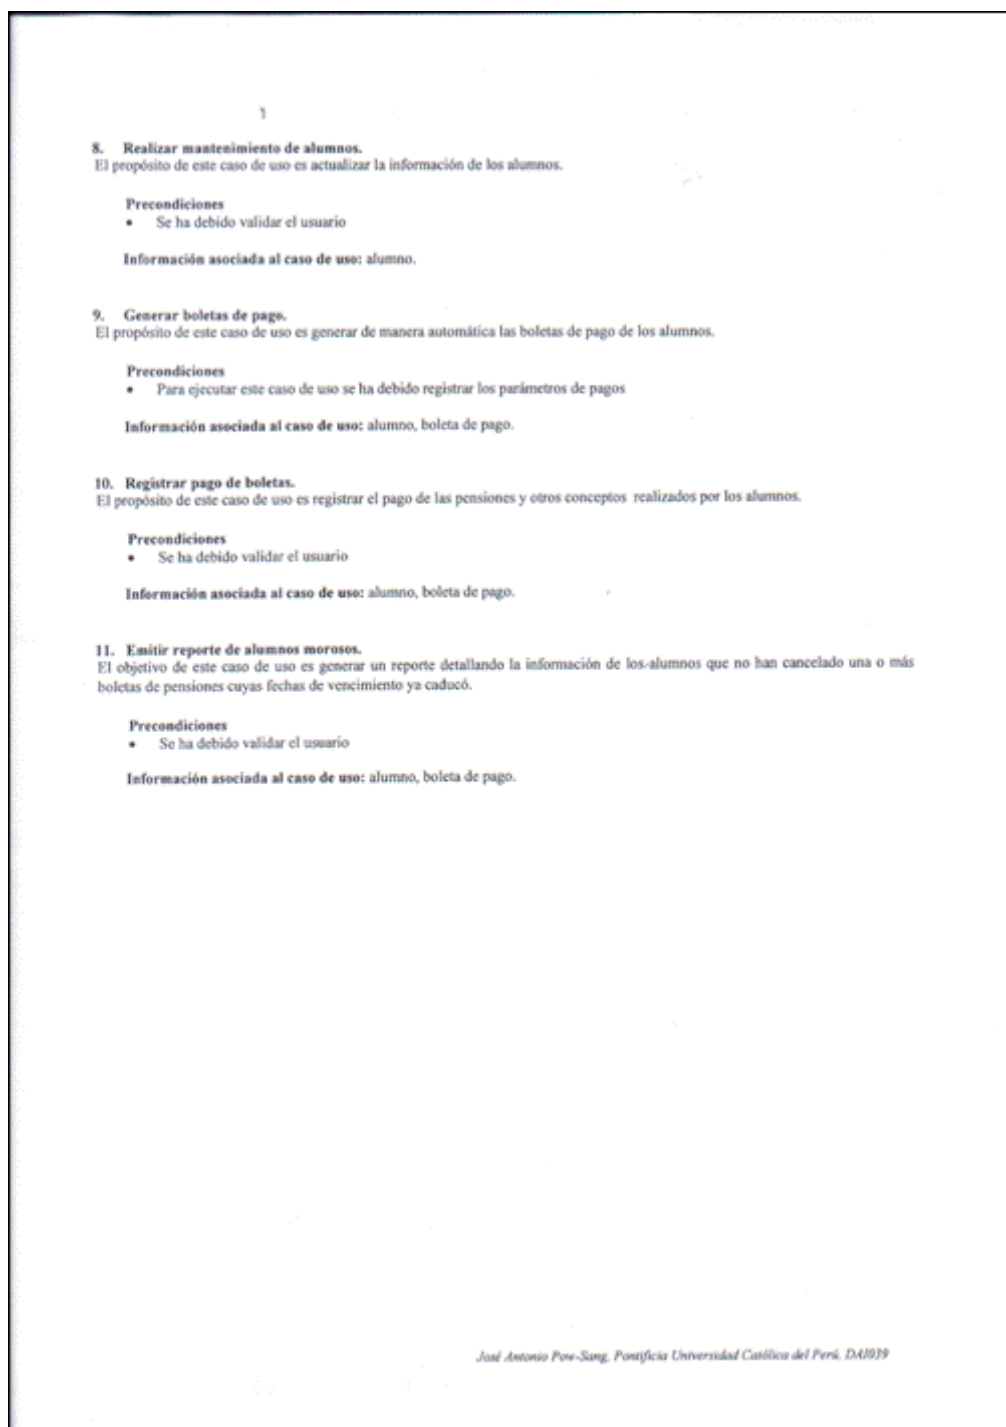 8. Realizar mantenimiento de alumnos.
El propósito de este caso de uso es actualizar la información de los alumnos.
Precondiciones
• Se ha debido validar el usuario
Información asociada al caso de uso: alumno.
9. Generar boletas de pago.
El propósito de este caso de uso es generar de manera automática las boletas de pago de los alumnos.
Precondiciones
• Para ejecutar este caso de uso se ha debido registrar los parámetros de pagos
Información asociada al caso de uso: alumno, boleta de pago.
10. Registrar pago de boletas.
El propósito de este caso de uso es registrar el pago de las pensiones y otros conceptos realizados por los alumnos.
Precondiciones
• Se ha debido validar el usuario
Información asociada al caso de uso: alumno, boleta de pago.
11. Emitir reporte de alumnos morosos.
El objetivo de este caso de uso es generar un reporte detallando la información de los alumnos que no han cancelado una o más
boletas de pensiones cuyas fechas de vencimiento ya caducó.
Precondiciones
• Se ha debido validar el usuario
Información asociada al caso de uso: alumno, boleta de pago.
José Antonio Pow-Sang, Pontificia Universidad Católica del Perú, DAI039